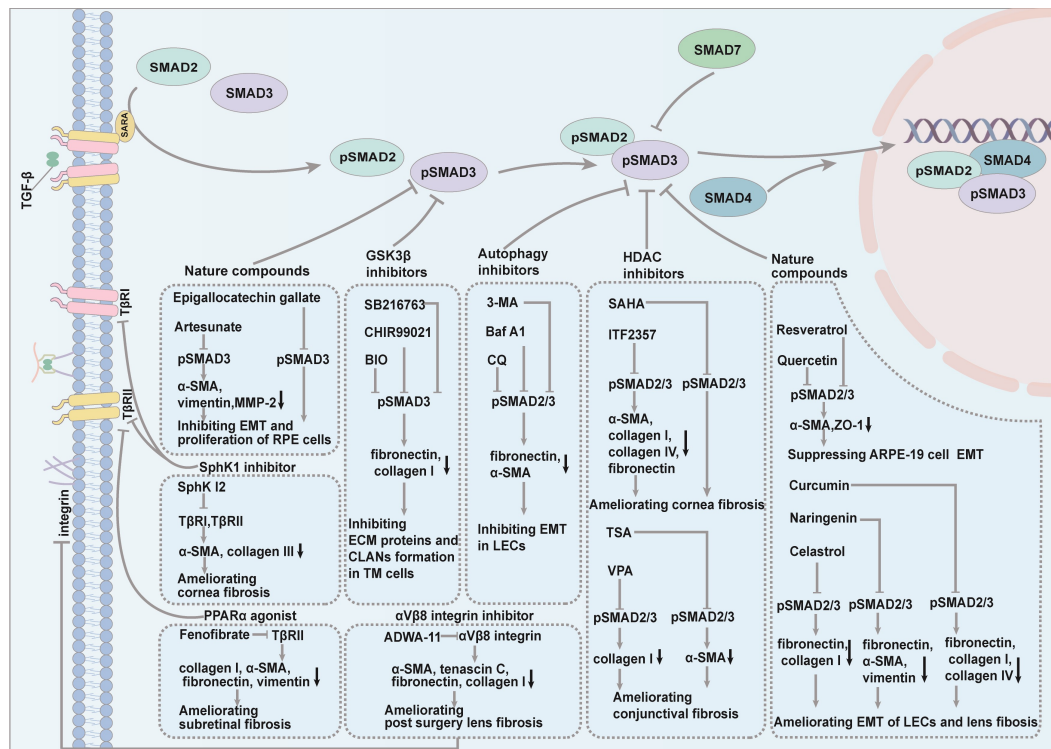 SMAD2
SMAD3
SARA
TGF-β
pSMAD2
pSMAD3
SMAD7
pSMAD2
pSMAD3
SMAD4
SMAD4
pSMAD2
pSMAD3
TβRI
TβRII
integrin
Nature compounds
Epigallocatechin gallate
Artesunate
pSMAD3
pSMAD3
α-SMA,
vimentin,MMP-2
Inhibiting EMT and
proliferation of RPE cells
SphK1 inhibitor
SphK I2
TβRI,TβRII
α-SMA, collagen III
Ameliorating
cornea fibrosis
PPARα agonist
Fenofibrate
TβRII
collagen I, α-SMA,
fibronectin, vimentin
Ameliorating
subretinal fibrosis
GSK3β
inhibitors
SB216763
CHIR99021
BIO
pSMAD3
fibronectin,
collagen I
Inhibiting
ECM proteins and
CLANs formation
in TM cells
αVβ8 integrin inhibitor
ADWA-11
αVβ8 integrin
α-SMA, tenascin C,
fibronectin, collagen I
Ameliorating
post surgery lens fibrosis
Autophagy
inhibitors
3-MA
Baf A1
CQ
pSMAD2/3
fibronectin,
α-SMA
Inhibiting EMT
in LECs
HDAC
inhibitors
SAHA
ITF2357
pSMAD2/3
pSMAD2/3
α-SMA,
collagen I,
collagen IV,
fibronectin
Ameliorating cornea fibrosis
TSA
VPA
pSMAD2/3
pSMAD2/3
collagen I
α-SMA
Ameliorating
conjunctival fibrosis
Nature
compounds
Resveratrol
Quercetin
pSMAD2/3
α-SMA,ZO-1
Suppressing ARPE-19 cell EMT
Curcumin
Naringenin
Celastrol
pSMAD2/3
pSMAD2/3
pSMAD2/3
fibronectin,
collagen I
fibronectin,
α-SMA,
vimentin
fibronectin,
collagen I,
collagen IV
Ameliorating EMT of LECs and lens fibosis